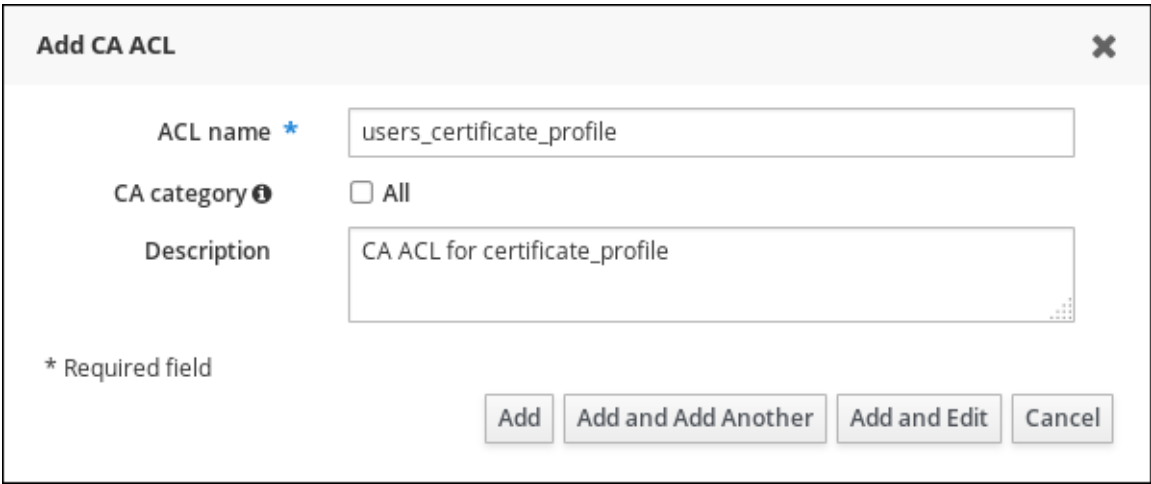 Add CA ACL
ACL name * users_certificate_profile
CA category All
Description CA ACL for certificate_profile
* Required field
Add Add and Add Another Add and Edit Cancel